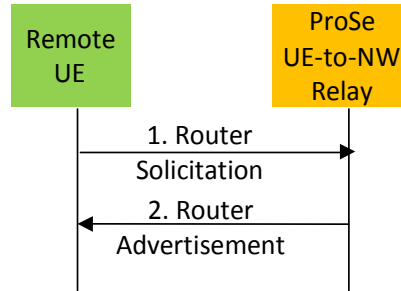 Remote
UE
ProSe
UE-to-NW
Relay
1. Router
Solicitation
2. Router
Advertisement